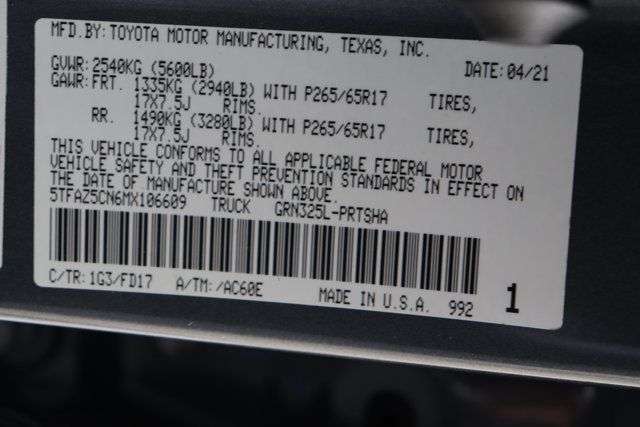 MFD.BY: TOYOTA MOTOR MANUFACTURING, TEXAS, INC.
GVWR: 2540KG (5600LB) DATE: 04/21
GAWR: FRT. 1335KG (2940LB) WITH P265/65R17 TIRES,
17X7.5J RIMS.
RR. 1490KG (3280LB) WITH P265/65R17 TIRES,
17X7.5J RIMS.
THIS VEHICLE CONFORMS TO ALL APPLICABLE FEDERAL MOTOR
VEHICLE SAFETY AND THEFT PREVENTION STANDARDS IN EFFECT ON
THE DATE OF MANUFACTURE SHOWN ABOVE.
5TFAZ5CN6MX106609 TRUCK GRN325L-PRTSHA
C/TR: 1G3/FD17 A/TM: /AC60E MADE IN U.S.A. 992 1